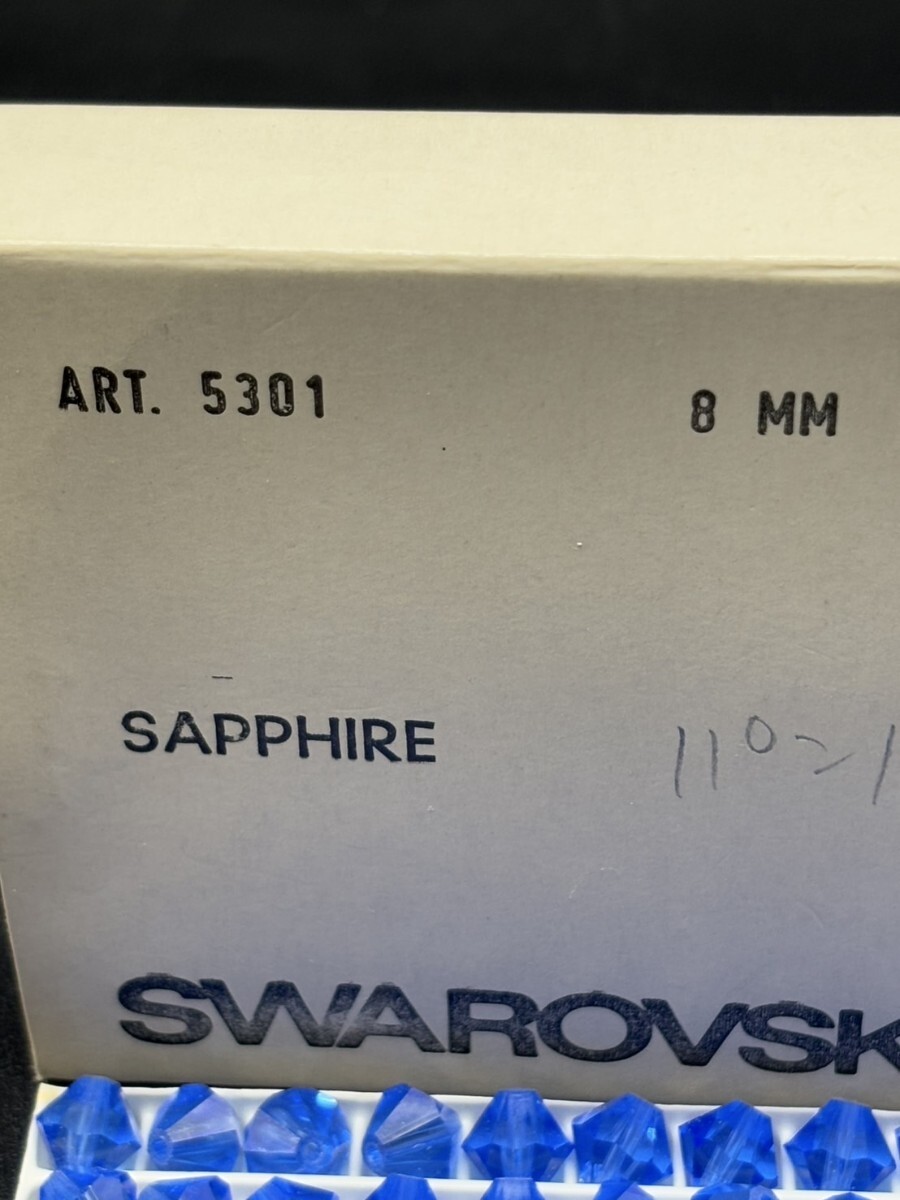 ART. 5301 8 MM
SAPPHIRE
SWAROVSK